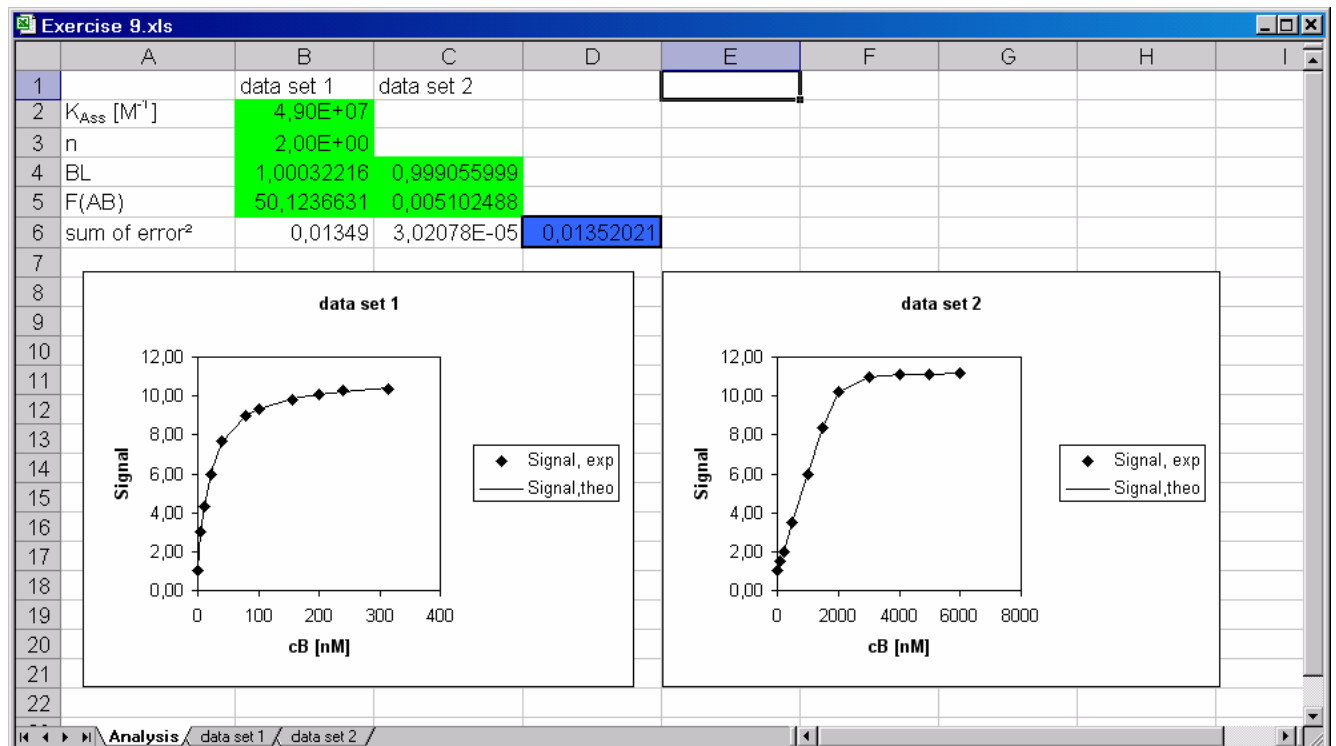 Exercise 9.xls
A B C D E F G H I
1 data set 1 data set 2
2 K_Ass [M⁻¹] 4,90E+07
3 n 2,00E+00
4 BL 1,00032216 0,999055999
5 F(AB) 50,1236631 0,005102488
6 sum of error² 0,01349 3,02078E-05 0,01352021
7
8
9
10
11
12
13
14
15
16
17
18
19
20
21
22
data set 1
12,00
10,00
8,00
6,00
4,00
2,00
0,00
Signal
0 100 200 300 400
cB [nM]
Signal, exp
Signal,theo
data set 2
12,00
10,00
8,00
6,00
4,00
2,00
0,00
Signal
0 2000 4000 6000 8000
cB [nM]
Signal, exp
Signal,theo
Analysis data set 1 data set 2